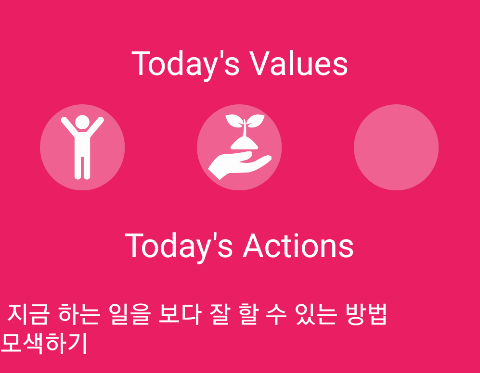 Today's Values
Today's Actions
지금 하는 일을 보다 잘 할 수 있는 방법
모색하기